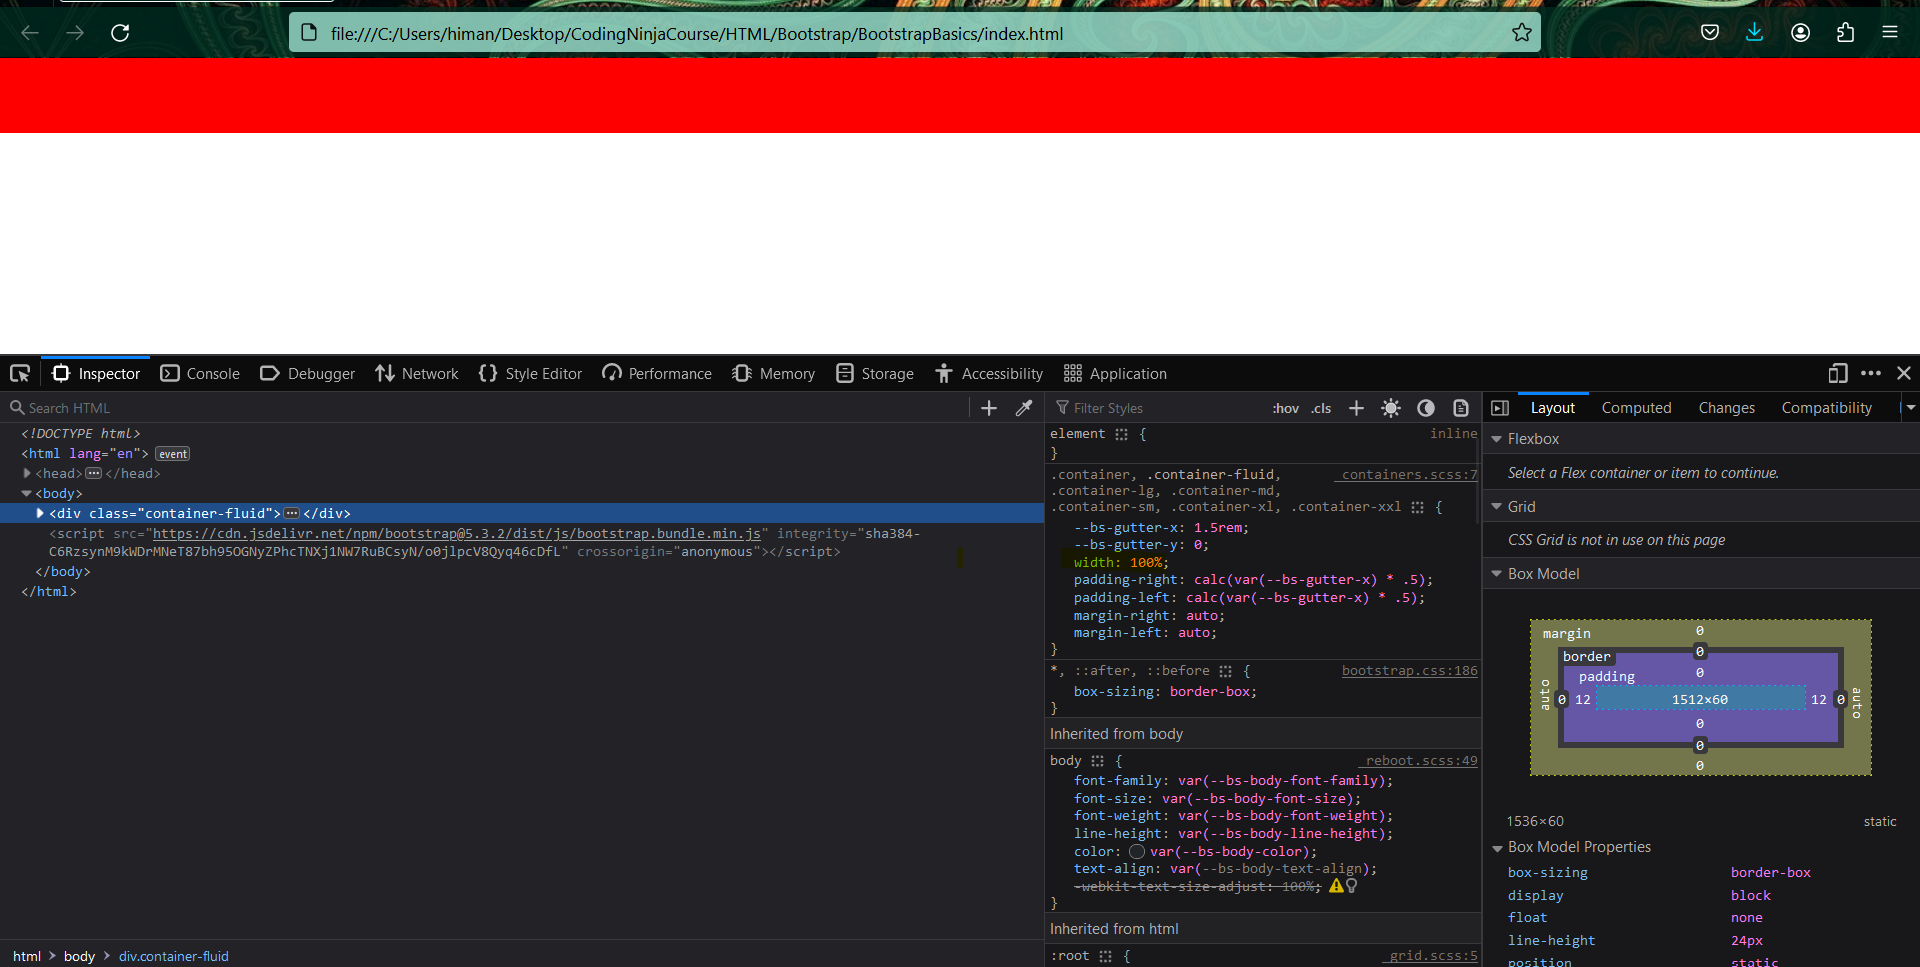 file:///C:/Users/himan/Desktop/CodingNinjaCourse/HTML/Bootstrap/BootstrapBasics/index.html
Inspector Console Debugger Network Style Editor Performance Memory Storage Accessibility Application
Search HTML
<!DOCTYPE html>
<html lang="en"> event
<head> ••• </head>
<body>
<div class="container-fluid"> ••• </div>
<script src="https://cdn.jsdelivr.net/npm/bootstrap@5.3.2/dist/js/bootstrap.bundle.min.js" integrity="sha384-
C6RzsynM9kWDrMNeT87bh95OGNyZPhcTNXj1NW7RuBCsyN/o0jlpcV8Qyq46cDfL" crossorigin="anonymous"></script>
</body>
</html>
html > body > div.container-fluid
Filter Styles :hov .cls
element { inline
}
.container, .container-fluid, _containers.scss:7
.container-lg, .container-md,
.container-sm, .container-xl, .container-xxl {
--bs-gutter-x: 1.5rem;
--bs-gutter-y: 0;
width: 100%;
padding-right: calc(var(--bs-gutter-x) * .5);
padding-left: calc(var(--bs-gutter-x) * .5);
margin-right: auto;
margin-left: auto;
}
*, ::after, ::before { bootstrap.css:186
box-sizing: border-box;
}
Inherited from body
body { _reboot.scss:49
font-family: var(--bs-body-font-family);
font-size: var(--bs-body-font-size);
font-weight: var(--bs-body-font-weight);
line-height: var(--bs-body-line-height);
color: var(--bs-body-color);
text-align: var(--bs-body-text-align);
-webkit-text-size-adjust: 100%;
}
Inherited from html
:root { _grid.scss:5
Layout Computed Changes Compatibility
Flexbox
Select a Flex container or item to continue.
Grid
CSS Grid is not in use on this page
Box Model
margin 0
border 0
padding 0
auto 0 12 1512×60 12 0 auto
0
0
0
1536×60 static
Box Model Properties
box-sizing border-box
display block
float none
line-height 24px
position static